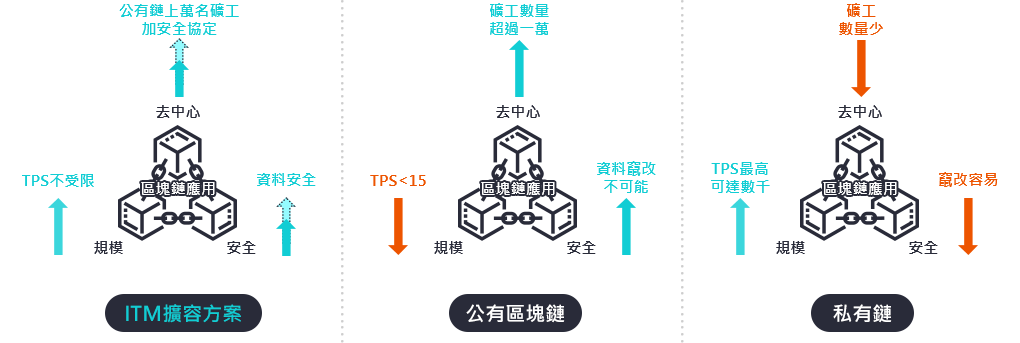 公有鏈上萬名礦工
加安全協定
去中心
TPS不受限
區塊鏈應用
資料安全
規模
安全
ITM擴容方案
礦工數量
超過一萬
去中心
TPS<15
區塊鏈應用
資料竄改
不可能
規模
安全
公有區塊鏈
礦工
數量少
去中心
TPS最高
可達數千
區塊鏈應用
竄改容易
規模
安全
私有鏈